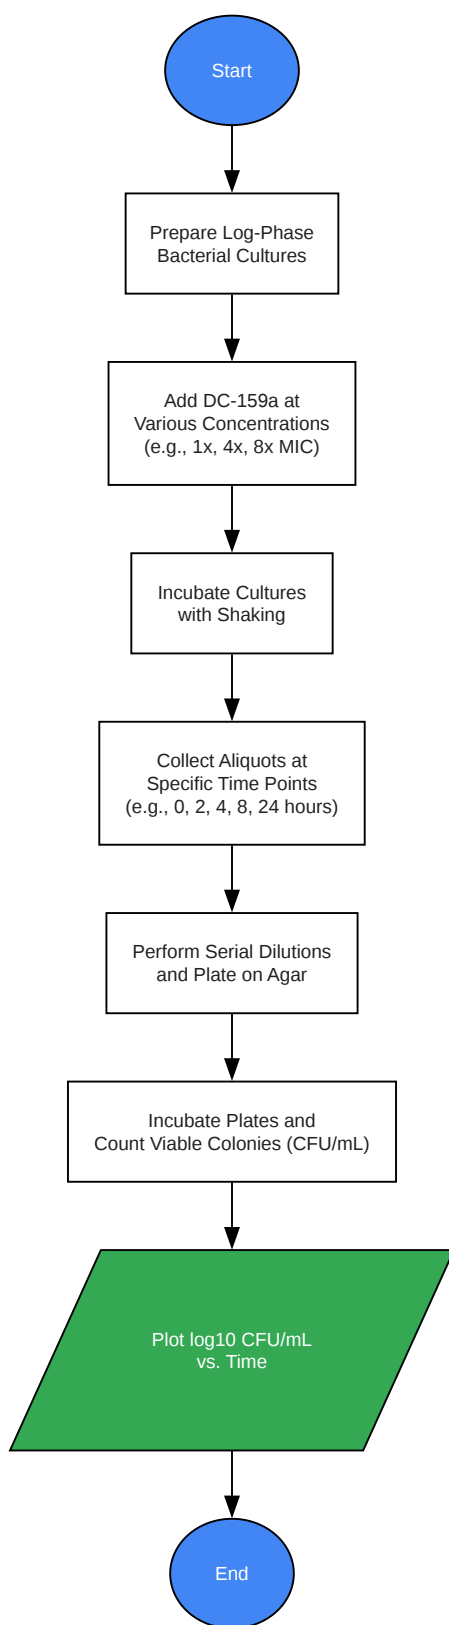 Start
Prepare Log-Phase
Bacterial Cultures
Add DC-159a at
Various Concentrations
(e.g., 1x, 4x, 8x MIC)
Incubate Cultures
with Shaking
Collect Aliquots at
Specific Time Points
(e.g., 0, 2, 4, 8, 24 hours)
Perform Serial Dilutions
and Plate on Agar
Incubate Plates and
Count Viable Colonies (CFU/mL)
Plot log10 CFU/mL
vs. Time
End